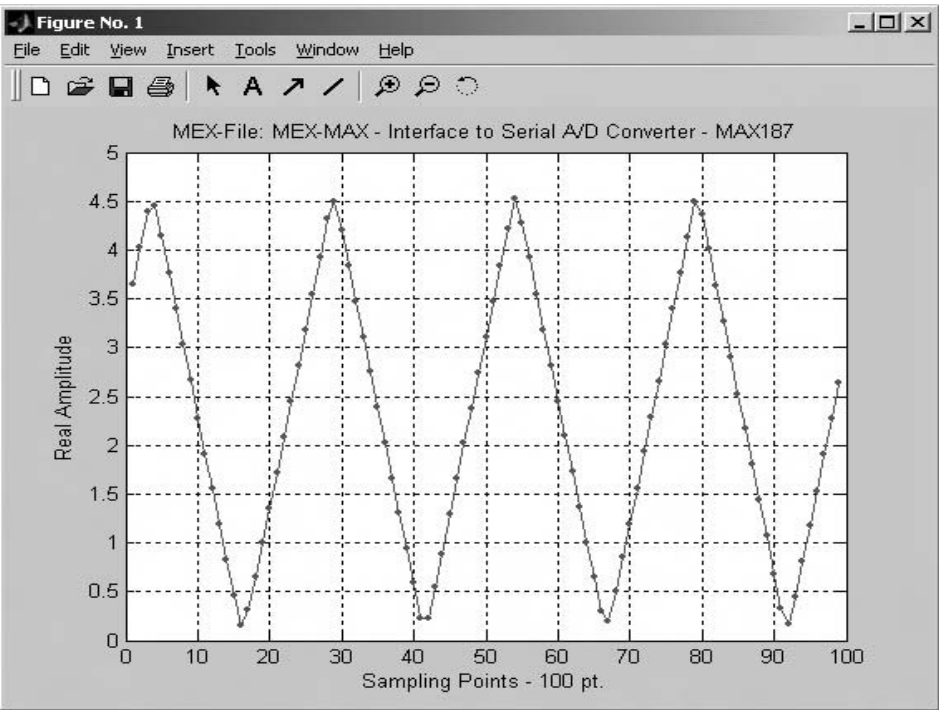 Figure No. 1
File Edit View Insert Tools Window Help
A
MEX-File: MEX-MAX - Interface to Serial A/D Converter - MAX187
5
4.5
4
3.5
3
2.5
2
1.5
1
0.5
0
Real Amplitude
0 10 20 30 40 50 60 70 80 90 100
Sampling Points - 100 pt.